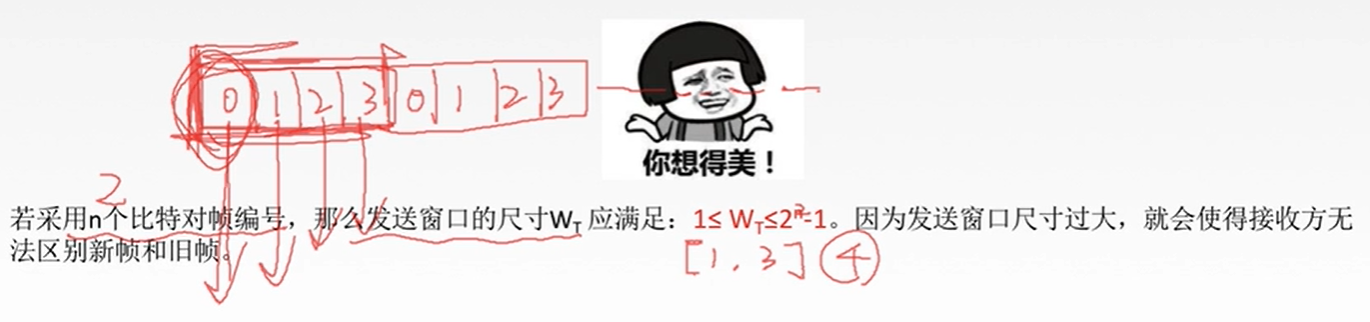 0 1 2 3 0 1 2 3
你想得美！
2
若采用n个比特对帧编号，那么发送窗口的尺寸WT 应满足：1≤ WT≤2ⁿ-1。因为发送窗口尺寸过大，就会使得接收方无
法区别新帧和旧帧。
[1, 3] 4